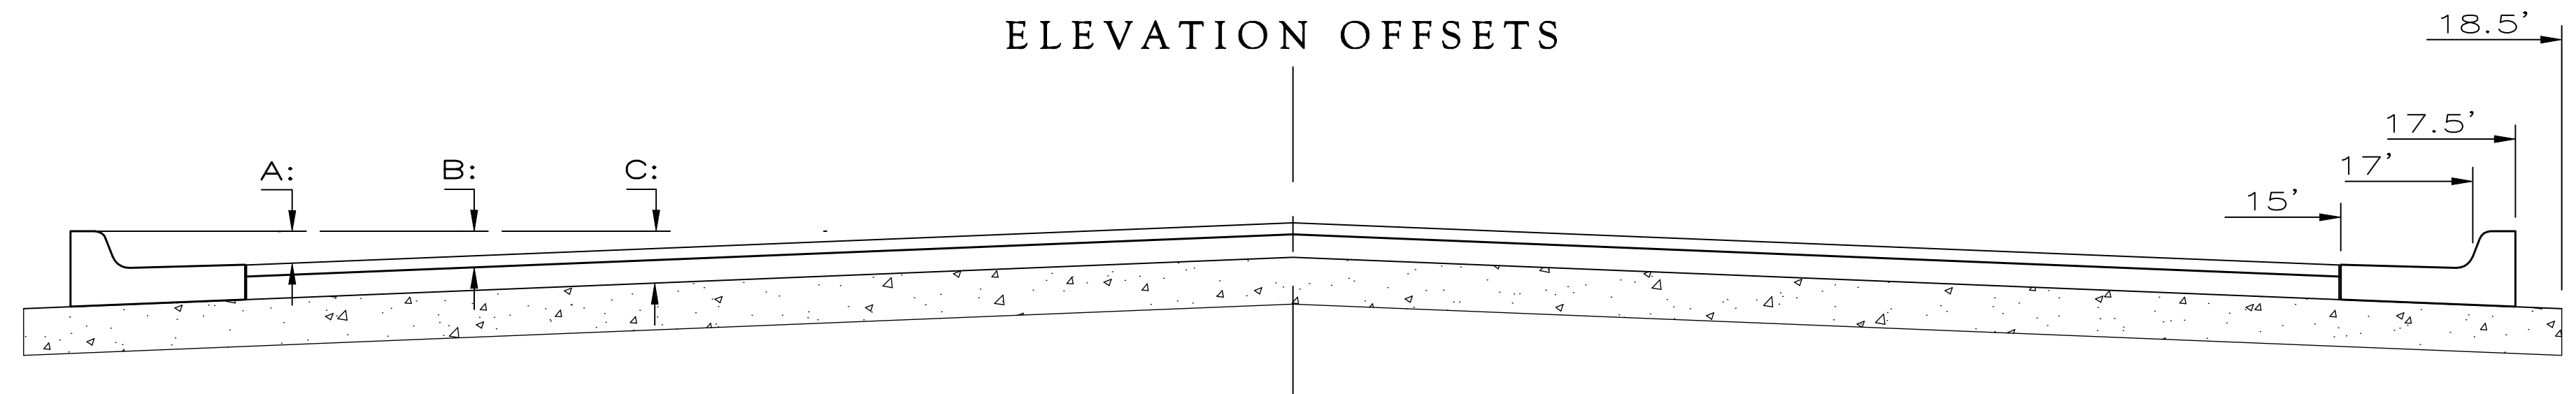 ELEVATION OFFSETS
18.5’
17.5’
17’
15’
A:
B:
C: